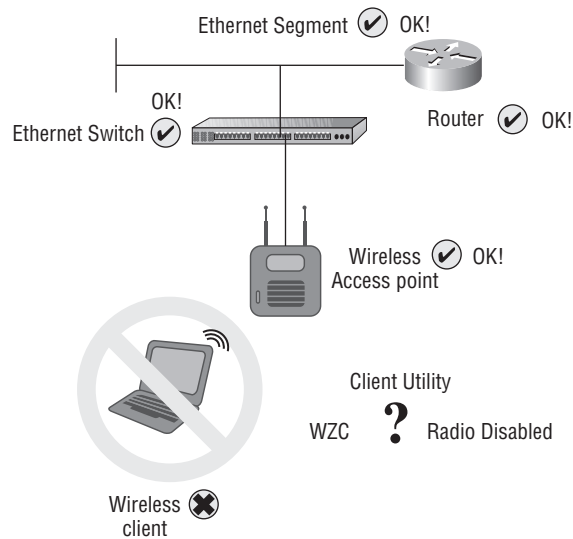 Ethernet Segment OK!
OK!
Ethernet Switch
Router OK!
Wireless OK!
Access point
Client Utility
WZC ? Radio Disabled
Wireless
client